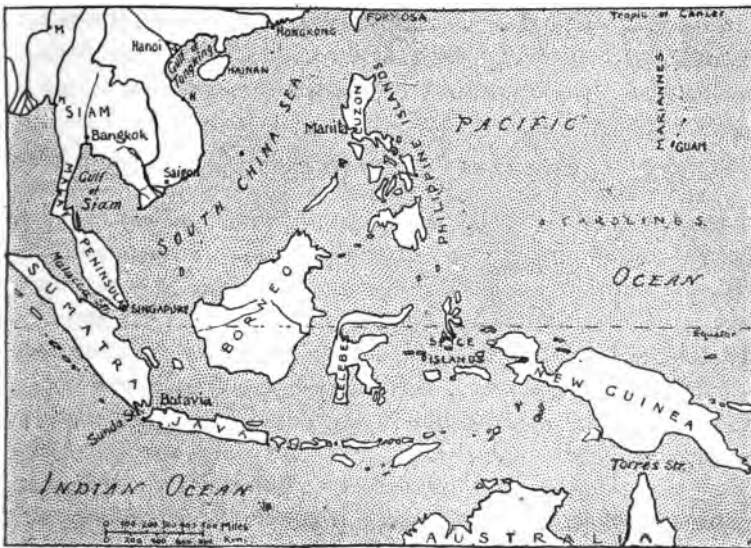 FORMOSA
Tropic of Cancer
HONGKONG
M
Hanoi
Gulf of
Tongking
HAINAN
H
M
SIAM
Bangkok
Saigon
Gulf
of
Siam
SOUTH CHINA SEA
LUZON
Manila
PHILIPPINE ISLANDS
PACIFIC
OCEAN
MARIANNES
GUAM
CAROLINES
MALAY
PENINSULA
Malacca Str.
SINGAPORE
SUMATRA
BORNEO
CELEBES
SPICE
ISLANDS
Equator
NEW GUINEA
Batavia
Sunda Str.
JAVA
Torres Str.
INDIAN OCEAN
AUSTRALIA
Miles
Km.